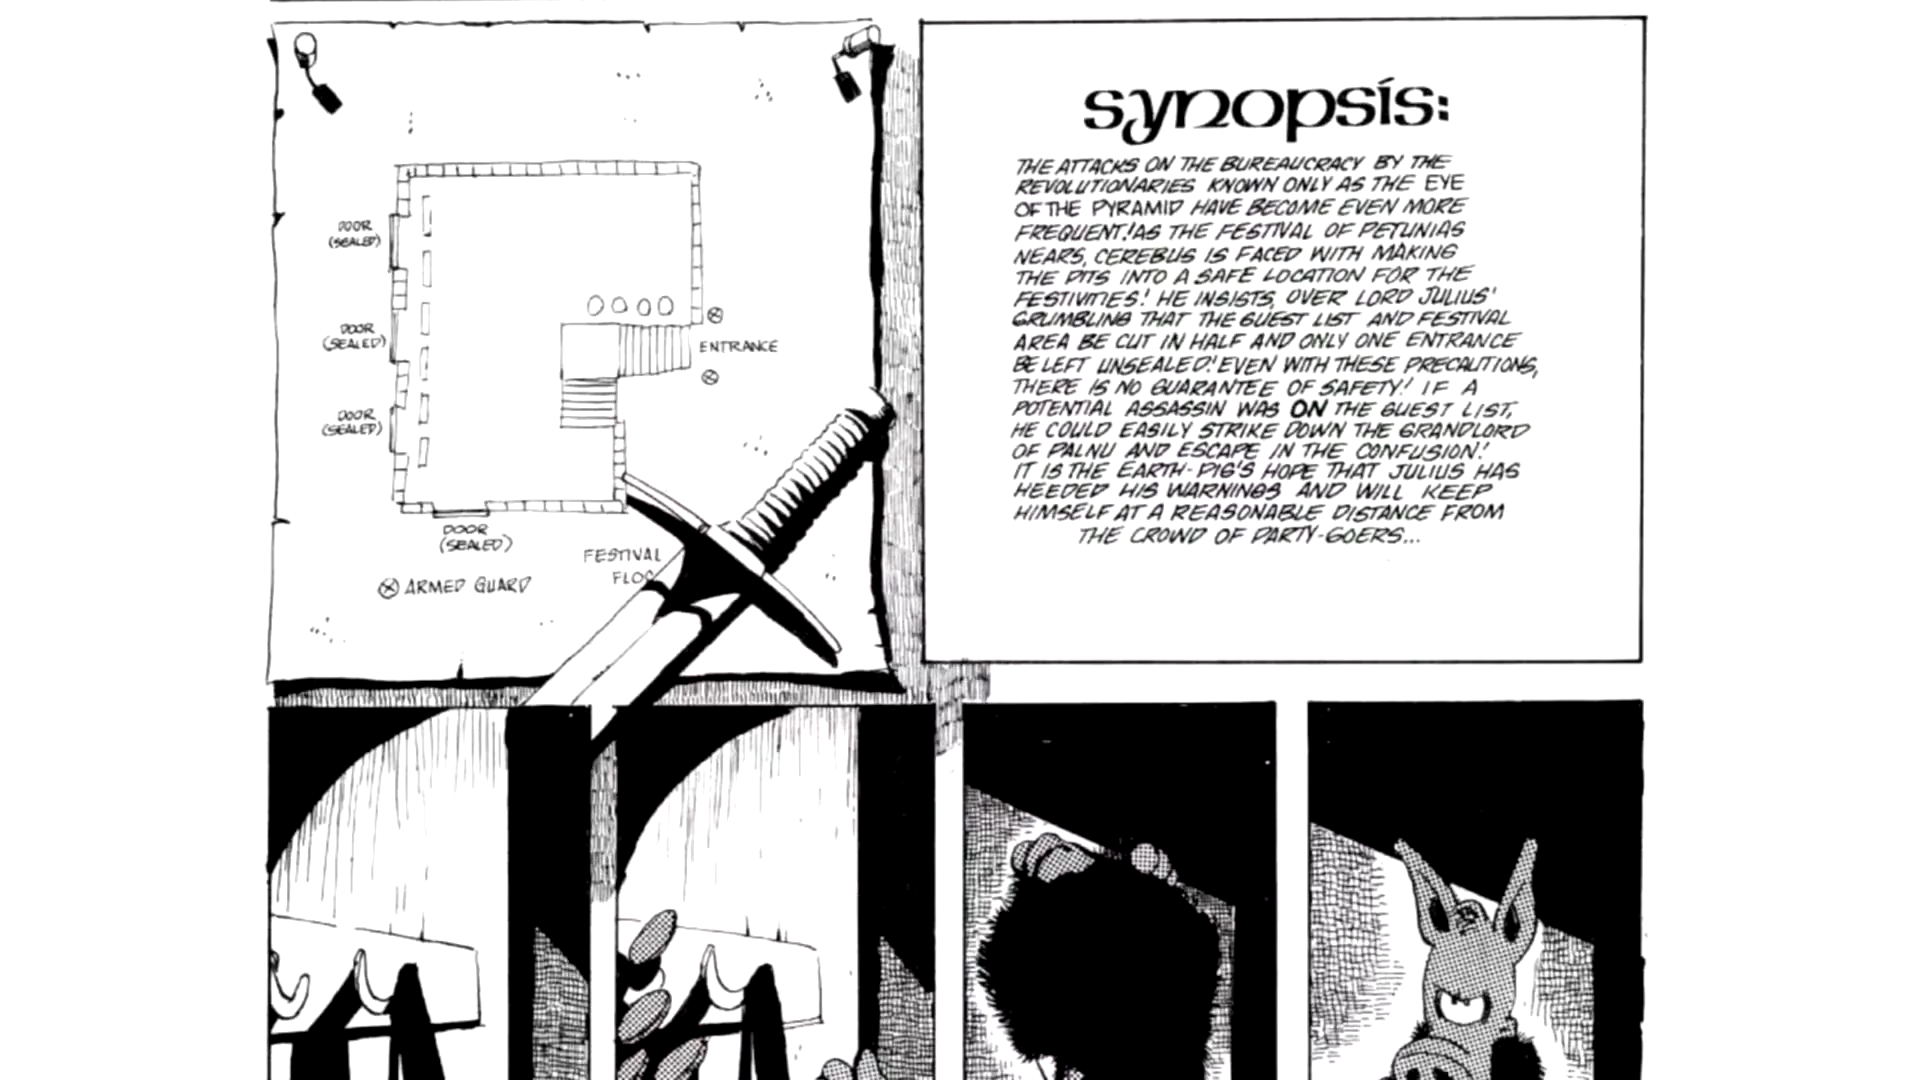 DOOR
(SEALED)
DOOR
(SEALED)
DOOR
(SEALED)
ENTRANCE
DOOR
(SEALED)
FESTIVAL
FLOO
ARMED GUARD
synopsis:
THE ATTACKS ON THE BUREAUCRACY BY THE
REVOLUTIONARIES KNOWN ONLY AS THE EYE
OF THE PYRAMID HAVE BECOME EVEN MORE
FREQUENT! AS THE FESTIVAL OF PETUNIAS
NEARS, CEREBUS IS FACED WITH MAKING
THE PITS INTO A SAFE LOCATION FOR THE
FESTIVITIES! HE INSISTS, OVER LORD JULIUS'
GRUMBLING THAT THE GUEST LIST AND FESTIVAL
AREA BE CUT IN HALF AND ONLY ONE ENTRANCE
BE LEFT UNSEALED! EVEN WITH THESE PRECAUTIONS,
THERE IS NO GUARANTEE OF SAFETY! IF A
POTENTIAL ASSASSIN WAS ON THE GUEST LIST,
HE COULD EASILY STRIKE DOWN THE GRANDLORD
OF PALNU AND ESCAPE IN THE CONFUSION!
IT IS THE EARTH-PIG'S HOPE THAT JULIUS HAS
HEEDED HIS WARNINGS AND WILL KEEP
HIMSELF AT A REASONABLE DISTANCE FROM
THE CROWD OF PARTY-GOERS...